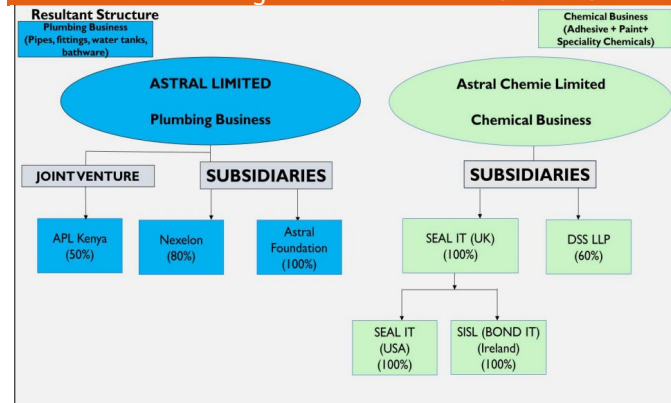 Resultant Structure
Plumbing Business
(Pipes, fittings, water tanks,
bathware)
Chemical Business
(Adhesive + Paint+
Speciality Chemicals)
ASTRAL LIMITED
Plumbing Business
Astral Chemie Limited
Chemical Business
JOINT VENTURE
SUBSIDIARIES
SUBSIDIARIES
APL Kenya
(50%)
Nexelon
(80%)
Astral
Foundation
(100%)
SEAL IT (UK)
(100%)
DSS LLP
(60%)
SEAL IT
(USA)
(100%)
SISL (BOND IT)
(Ireland)
(100%)